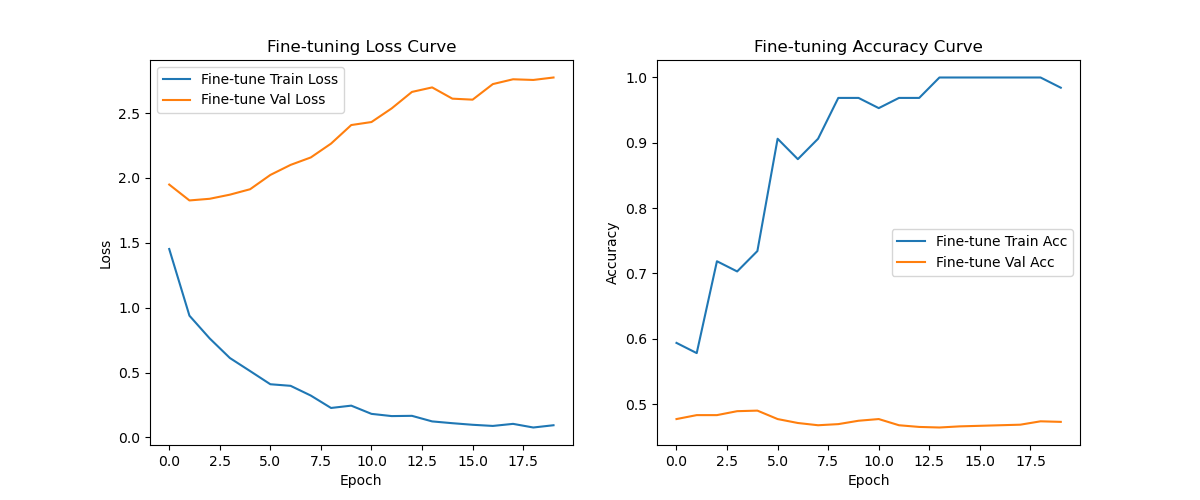 Fine-tuning Loss Curve
Fine-tune Train Loss
Fine-tune Val Loss
2.5
2.0
1.5
1.0
0.5
0.0
Loss
0.0 2.5 5.0 7.5 10.0 12.5 15.0 17.5
Epoch
Fine-tuning Accuracy Curve
1.0
0.9
0.8
0.7
0.6
0.5
Accuracy
Fine-tune Train Acc
Fine-tune Val Acc
0.0 2.5 5.0 7.5 10.0 12.5 15.0 17.5
Epoch